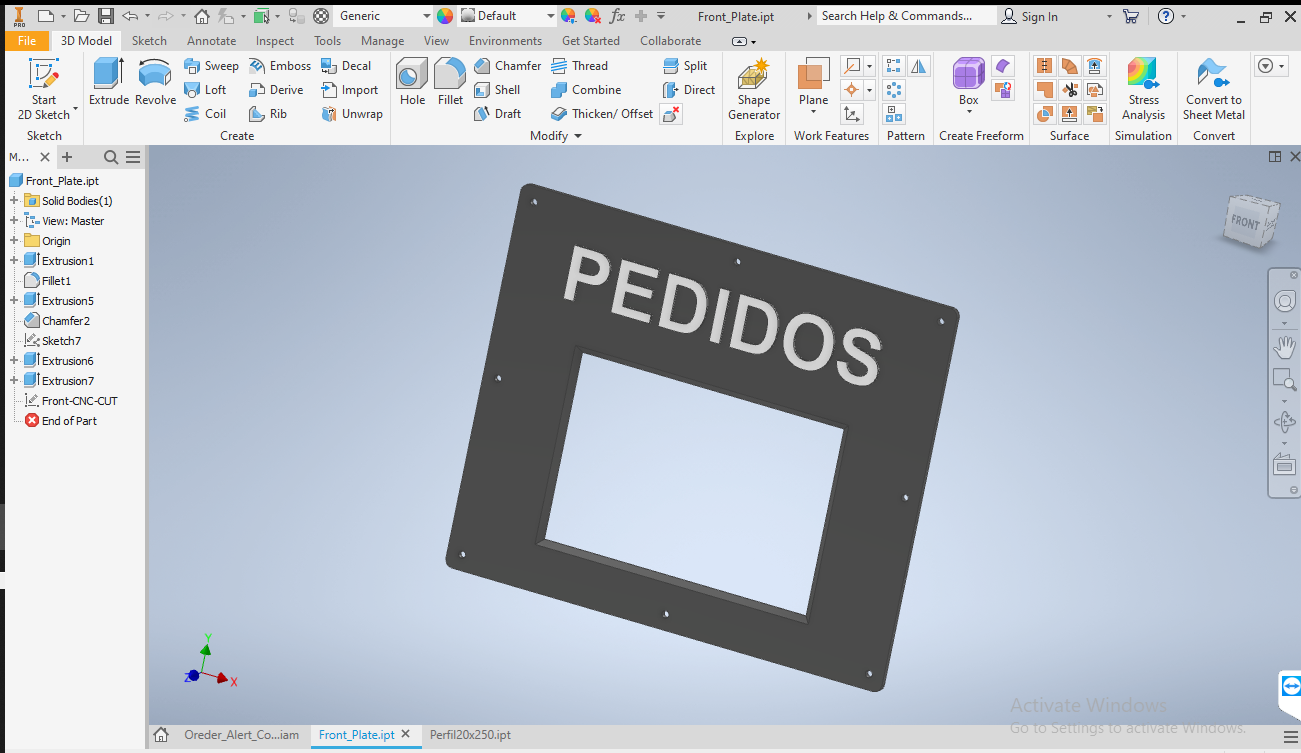 PRO
Generic
Default
fx
Front_Plate.ipt
Search Help & Commands...
Sign In
File
3D Model
Sketch
Annotate
Inspect
Tools
Manage
View
Environments
Get Started
Collaborate
Start
2D Sketch
Sketch
Extrude
Revolve
Sweep
Emboss
Decal
Loft
Derive
Import
Coil
Rib
Unwrap
Create
Hole
Fillet
Chamfer
Thread
Split
Shell
Combine
Direct
Draft
Thicken/ Offset
Modify
Shape
Generator
Explore
Plane
Work Features
Pattern
Box
Create Freeform
Surface
Stress
Analysis
Simulation
Convert to
Sheet Metal
Convert
M...
Front_Plate.ipt
Solid Bodies(1)
View: Master
Origin
Extrusion1
Fillet1
Extrusion5
Chamfer2
Sketch7
Extrusion6
Extrusion7
Front-CNC-CUT
End of Part
PEDIDOS
FRONT
Y
Z
X
Activate Windows
Go to Settings to activate Windows.
Oreder_Alert_Co...iam
Front_Plate.ipt
Perfil20x250.ipt